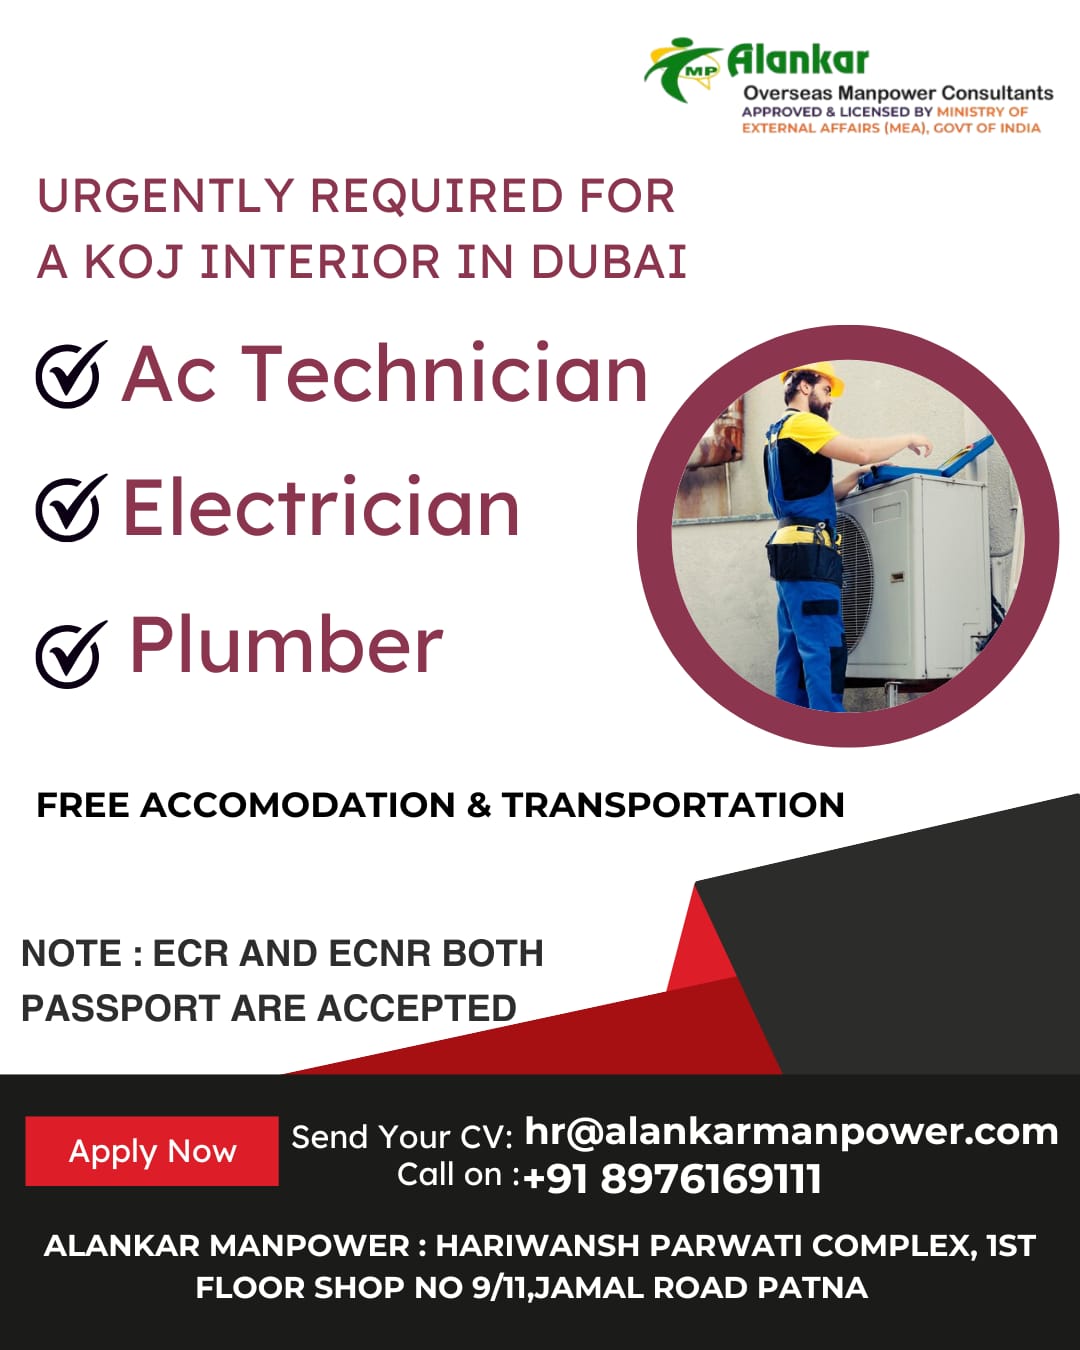 MP Alankar
Overseas Manpower Consultants
APPROVED & LICENSED BY MINISTRY OF
EXTERNAL AFFAIRS (MEA), GOVT OF INDIA
URGENTLY REQUIRED FOR
A KOJ INTERIOR IN DUBAI
Ac Technician
Electrician
Plumber
FREE ACCOMODATION & TRANSPORTATION
NOTE : ECR AND ECNR BOTH
PASSPORT ARE ACCEPTED
Apply Now
Send Your CV: hr@alankarmanpower.com
Call on :+91 8976169111
ALANKAR MANPOWER : HARIWANSH PARWATI COMPLEX, 1ST
FLOOR SHOP NO 9/11,JAMAL ROAD PATNA